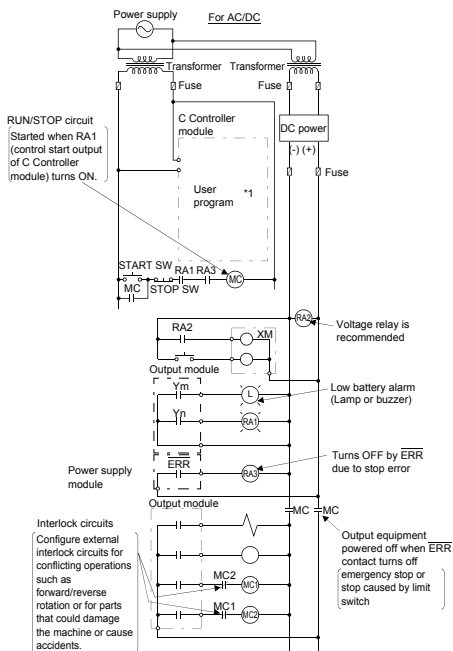 Power supply
For AC/DC
Transformer
Transformer
Fuse
Fuse
RUN/STOP circuit
Started when RA1
(control start output
of C Controller
module) turns ON.
C Controller
module
DC power
(-) (+)
Fuse
User
program
*1
START SW
RA1 RA3
MC
MC
STOP SW
RA2
XM
RA2
Voltage relay is
recommended
Output module
Ym
L
Low battery alarm
(Lamp or buzzer)
Yn
RA1
Power supply
module
ERR
RA3
Turns OFF by ERR
due to stop error
Output module
MC
MC
Interlock circuits
Configure external
interlock circuits for
conflicting operations
such as
forward/reverse
rotation or for parts
that could damage
the machine or cause
accidents.
Output equipment
powered off when ERR
contact turns off
emergency stop or
stop caused by limit
switch
MC2
MC1
MC1
MC2